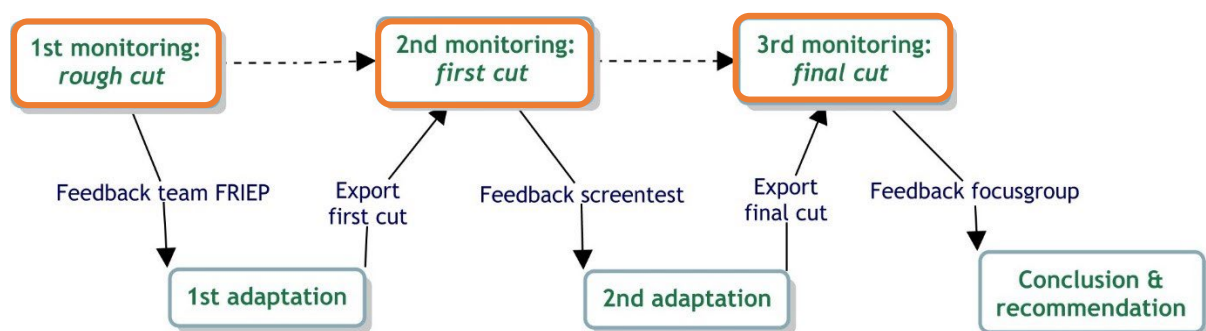 1st monitoring:
rough cut
2nd monitoring:
first cut
3rd monitoring:
final cut
Feedback team FRIEP
Export
first cut
Feedback screentest
Export
final cut
Feedback focusgroup
1st adaptation
2nd adaptation
Conclusion &
recommendation